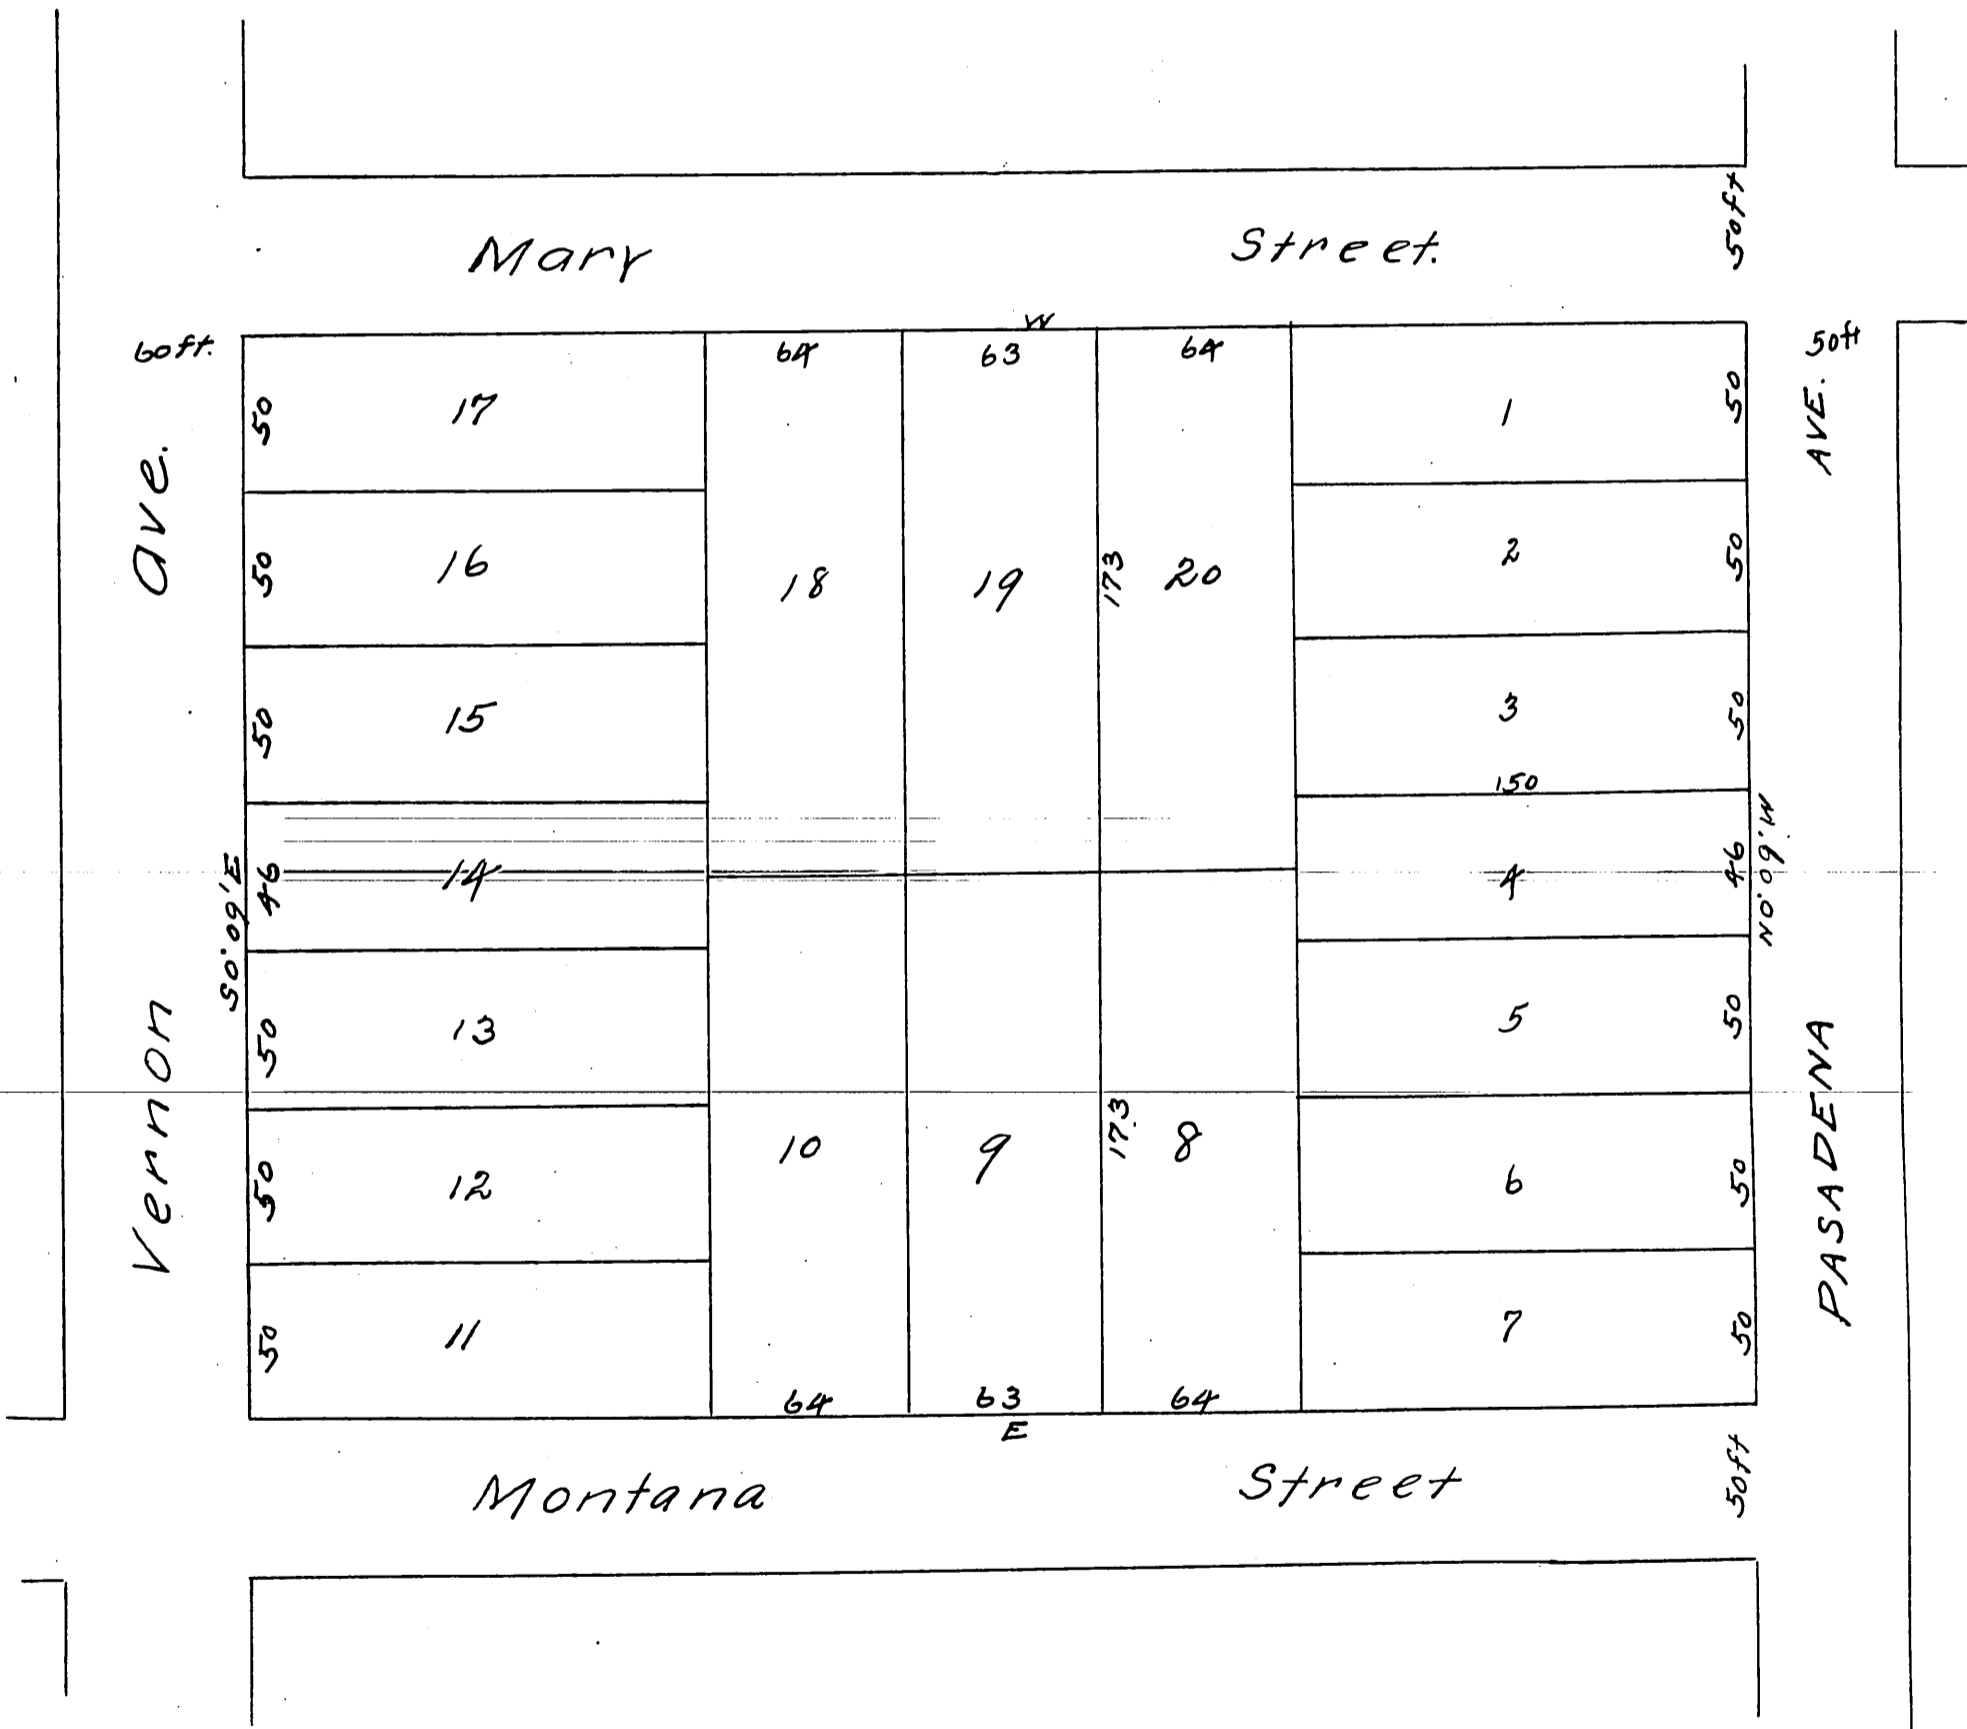 50ft
Mary Street.
W
60ft.
50ft
64 63 64
50 17 1 50
Ave.
AVE.
50 16 18 19 173 20 2 50
50 15 3 50
150
S0°09'E 46 14 4 46 N0°09'W
50 13 5 50
Vernon
PASADENA
50 12 10 9 173 8 6 50
50 11 7 50
64 63 64
E
Montana Street
50ft